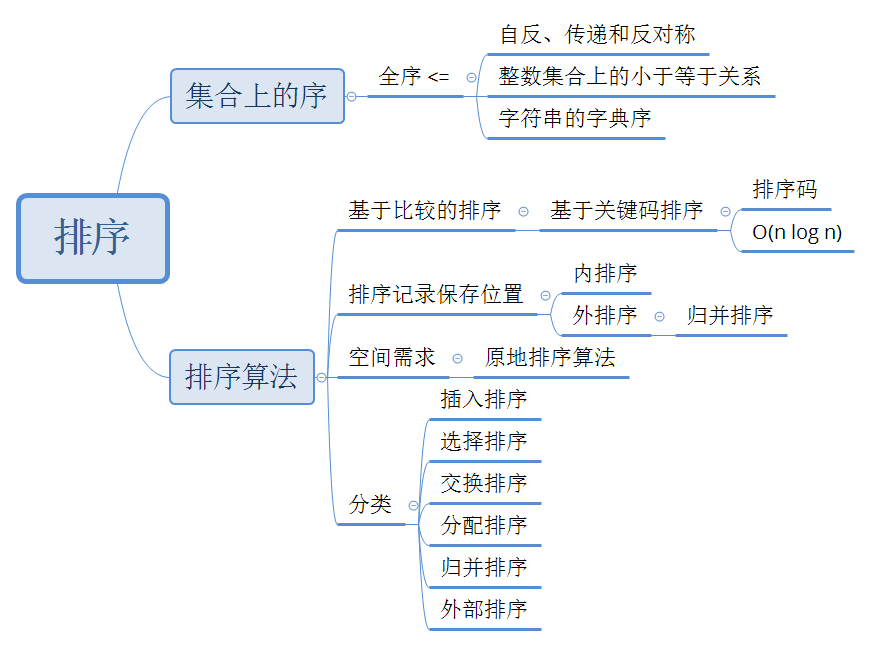 排序
集合上的序
全序 <=
自反、传递和反对称
整数集合上的小于等于关系
字符串的字典序
排序算法
基于比较的排序
基于关键码排序
排序码
O(n log n)
排序记录保存位置
内排序
外排序
归并排序
空间需求
原地排序算法
分类
插入排序
选择排序
交换排序
分配排序
归并排序
外部排序